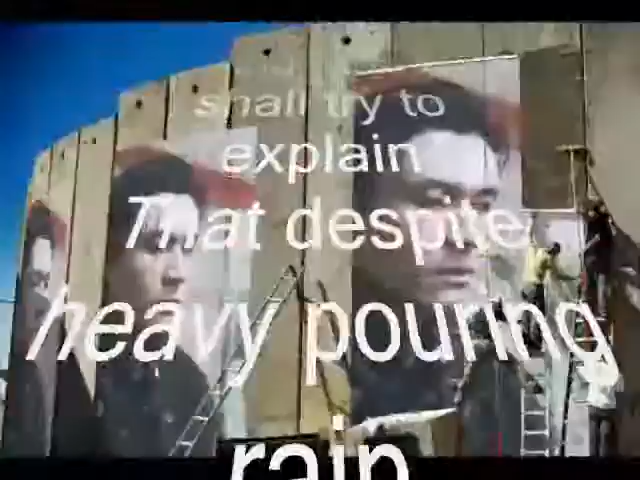 shall try to
explain
That despite
heavy pouring
rain